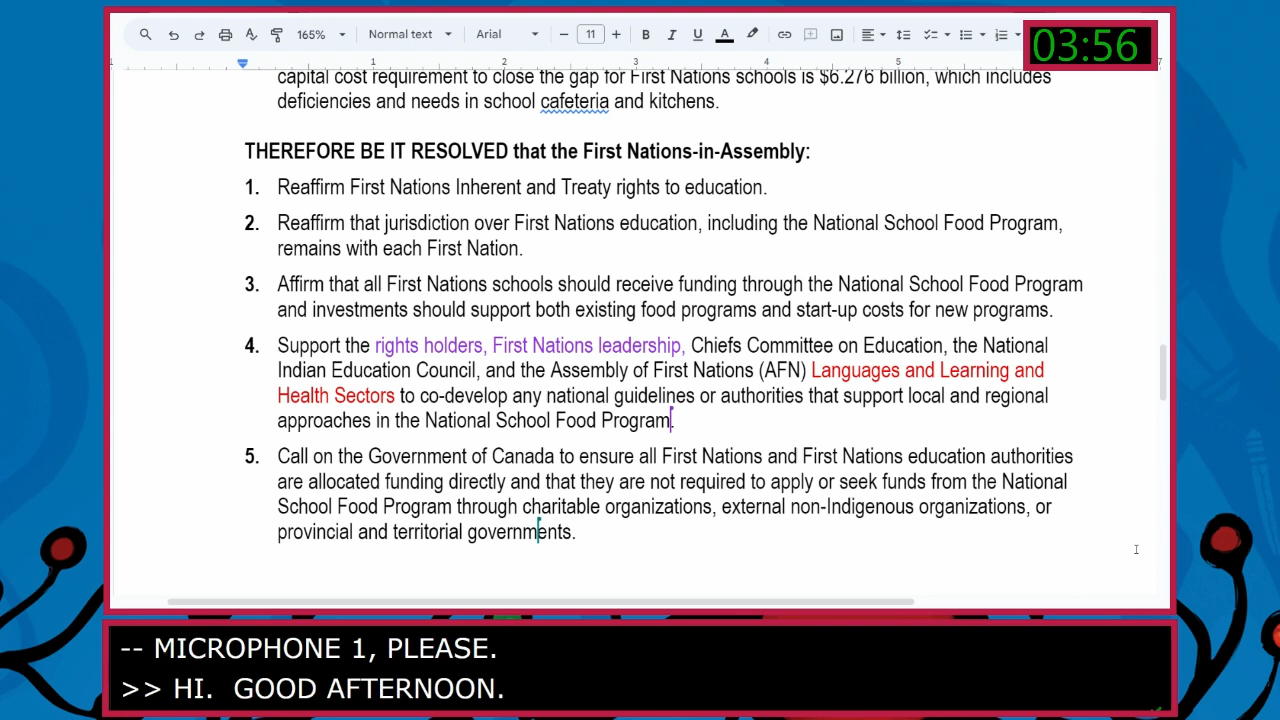 165% Normal text Arial 11 B I U A
03:56
1 1 2 3 4 5 7
capital cost requirement to close the gap for First Nations schools is $6.276 billion, which includes
deficiencies and needs in school cafeteria and kitchens.
THEREFORE BE IT RESOLVED that the First Nations-in-Assembly:
1. Reaffirm First Nations Inherent and Treaty rights to education.
2. Reaffirm that jurisdiction over First Nations education, including the National School Food Program,
remains with each First Nation.
3. Affirm that all First Nations schools should receive funding through the National School Food Program
and investments should support both existing food programs and start-up costs for new programs.
4. Support the rights holders, First Nations leadership, Chiefs Committee on Education, the National
Indian Education Council, and the Assembly of First Nations (AFN) Languages and Learning and
Health Sectors to co-develop any national guidelines or authorities that support local and regional
approaches in the National School Food Program.
5. Call on the Government of Canada to ensure all First Nations and First Nations education authorities
are allocated funding directly and that they are not required to apply or seek funds from the National
School Food Program through charitable organizations, external non-Indigenous organizations, or
provincial and territorial governments.
-- MICROPHONE 1, PLEASE.
>> HI. GOOD AFTERNOON.